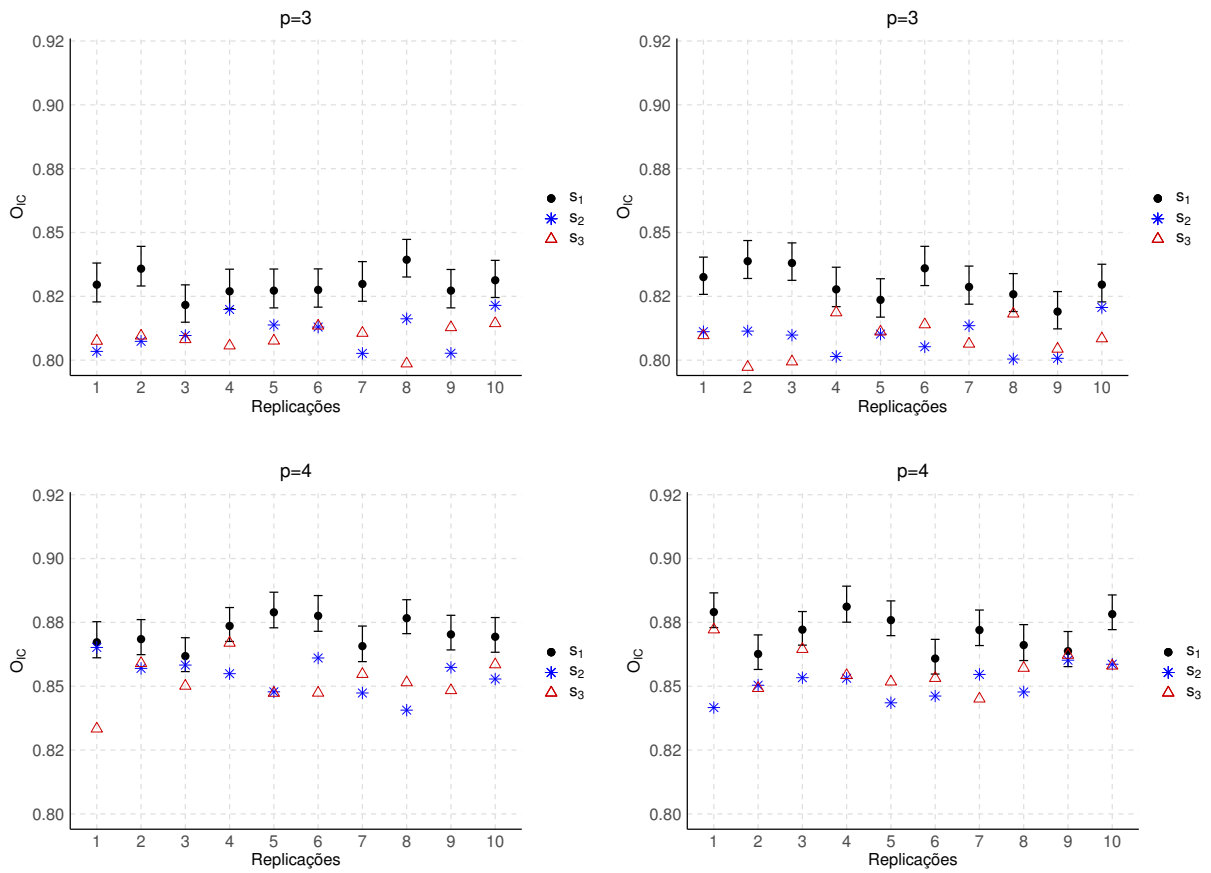 p=3
0.92
0.90
0.88
0.85
0.82
0.80
O_IC
1 2 3 4 5 6 7 8 9 10
Replicações
s_1
s_2
s_3
p=3
0.92
0.90
0.88
0.85
0.82
0.80
O_IC
1 2 3 4 5 6 7 8 9 10
Replicações
s_1
s_2
s_3
p=4
0.92
0.90
0.88
0.85
0.82
0.80
O_IC
1 2 3 4 5 6 7 8 9 10
Replicações
s_1
s_2
s_3
p=4
0.92
0.90
0.88
0.85
0.82
0.80
O_IC
1 2 3 4 5 6 7 8 9 10
Replicações
s_1
s_2
s_3